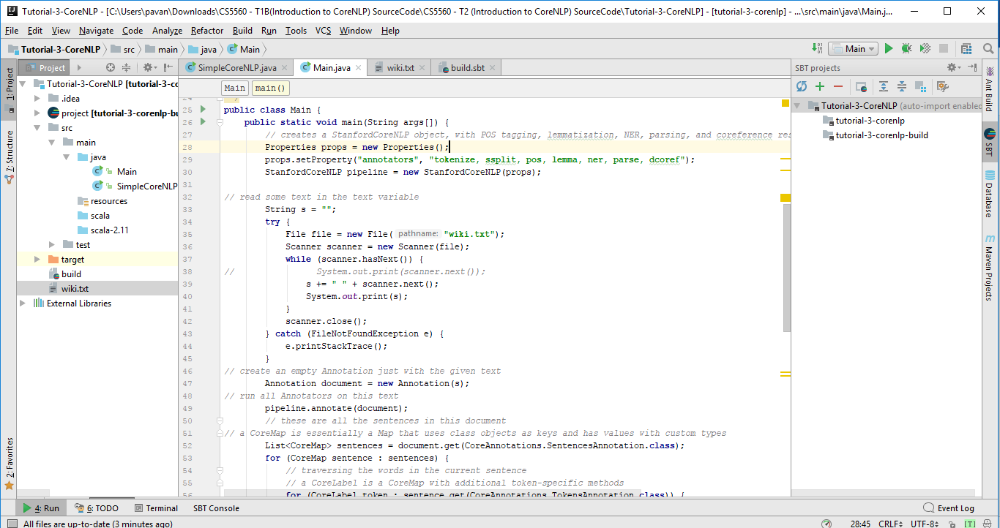 Tutorial-3-CoreNLP - [C:\Users\pavan\Downloads\CS5560 - T1B(Introduction to CoreNLP) SourceCode\CS5560 - T2 (Introduction to CoreNLP) SourceCode\Tutorial-3-CoreNLP] - [tutorial-3-corenlp] - ...\src\main\java\Main.j...
File Edit View Navigate Code Analyze Refactor Build Run Tools VCS Window Help
Tutorial-3-CoreNLP src main java Main Main
Project SimpleCoreNLP.java Main.java wiki.txt build.sbt SBT projects
1: Project
7: Structure
2: Favorites
Tutorial-3-CoreNLP [tutorial-3-co
.idea
project [tutorial-3-corenlp-bu
src
main
java
Main
SimpleCoreNLP
resources
scala
scala-2.11
test
target
build
wiki.txt
External Libraries
Main main()
24
25 public class Main {
26 public static void main(String args[]) {
27 // creates a StanfordCoreNLP object, with POS tagging, lemmatization, NER, parsing, and coreference res
28 Properties props = new Properties();
29 props.setProperty("annotators", "tokenize, ssplit, pos, lemma, ner, parse, dcoref");
30 StanfordCoreNLP pipeline = new StanfordCoreNLP(props);
31
32 // read some text in the text variable
33 String s = "";
34 try {
35 File file = new File( pathname: "wiki.txt");
36 Scanner scanner = new Scanner(file);
37 while (scanner.hasNext()) {
38 // System.out.print(scanner.next());
39 s += " " + scanner.next();
40 System.out.print(s);
41 }
42 scanner.close();
43 } catch (FileNotFoundException e) {
44 e.printStackTrace();
45 }
46 // create an empty Annotation just with the given text
47 Annotation document = new Annotation(s);
48 // run all Annotators on this text
49 pipeline.annotate(document);
50 // these are all the sentences in this document
51 // a CoreMap is essentially a Map that uses class objects as keys and has values with custom types
52 List<CoreMap> sentences = document.get(CoreAnnotations.SentencesAnnotation.class);
53 for (CoreMap sentence : sentences) {
54 // traversing the words in the current sentence
55 // a CoreLabel is a CoreMap with additional token-specific methods
56 for (CoreLabel token : sentence.get(CoreAnnotations.TokensAnnotation.class)) {
Tutorial-3-CoreNLP (auto-import enabled
tutorial-3-corenlp
tutorial-3-corenlp-build
Ant Build
SBT
Database
m Maven Projects
4: Run 6: TODO Terminal SBT Console Event Log
All files are up-to-date (3 minutes ago) 28:45 CRLF UTF-8 [T]